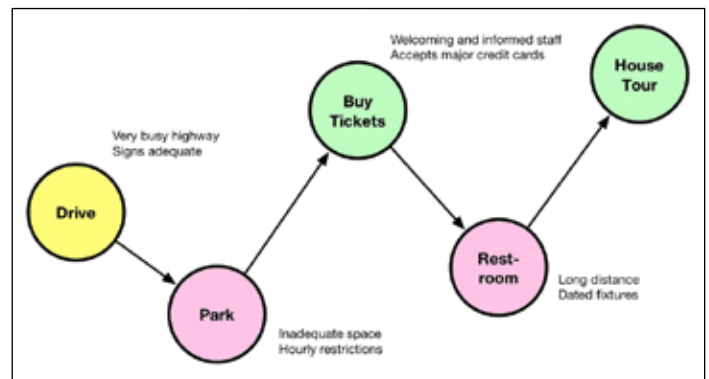 Welcoming and informed staff
Accepts major credit cards
House
Tour
Buy
Tickets
Very busy highway
Signs adequate
Drive
Rest-
room
Long distance
Dated fixtures
Park
Inadequate space
Hourly restrictions